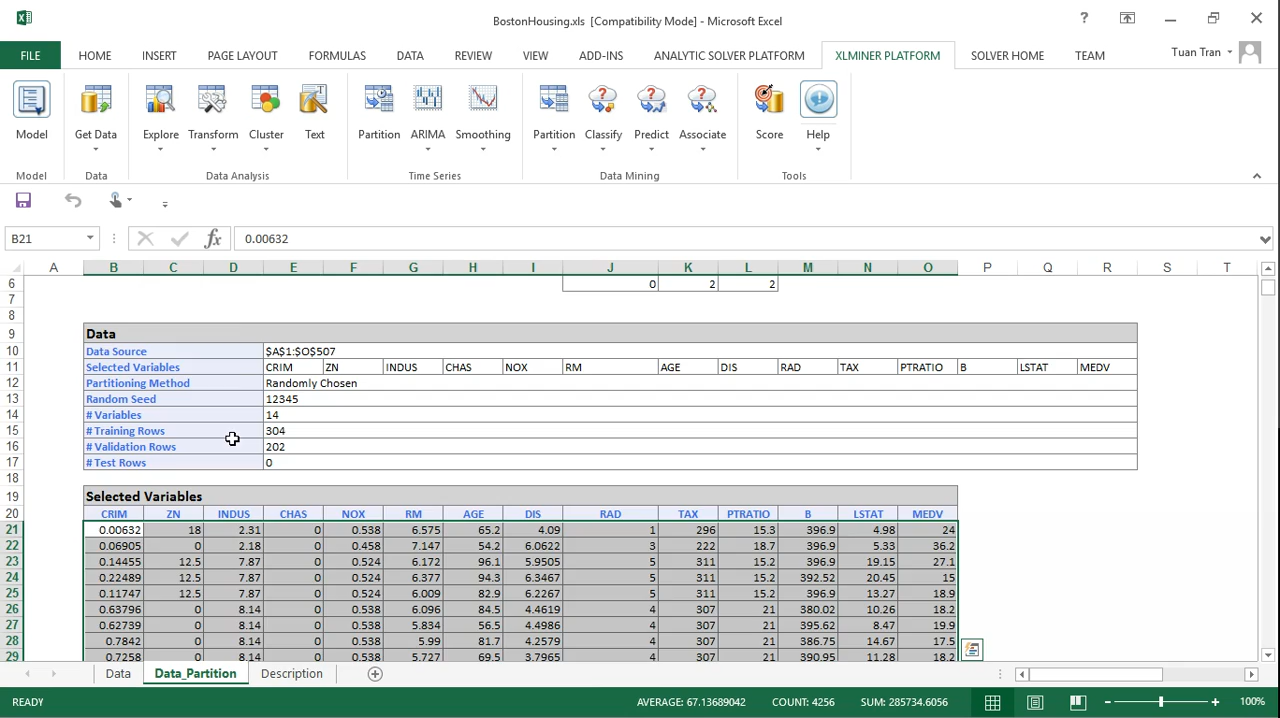 BostonHousing.xls [Compatibility Mode] - Microsoft Excel
FILE HOME INSERT PAGE LAYOUT FORMULAS DATA REVIEW VIEW ADD-INS ANALYTIC SOLVER PLATFORM XLMINER PLATFORM SOLVER HOME TEAM Tuan Tran
Model Get Data Explore Transform Cluster Text Partition ARIMA Smoothing Partition Classify Predict Associate Score Help
Model Data Data Analysis Time Series Data Mining Tools
B21 fx 0.00632
A B C D E F G H I J K L M N O P Q R S T
6 0 2 2
7
8
9 Data
10 Data Source $A$1:$O$507
11 Selected Variables CRIM ZN INDUS CHAS NOX RM AGE DIS RAD TAX PTRATIO B LSTAT MEDV
12 Partitioning Method Randomly Chosen
13 Random Seed 12345
14 # Variables 14
15 # Training Rows 304
16 # Validation Rows 202
17 # Test Rows 0
18
19 Selected Variables
20 CRIM ZN INDUS CHAS NOX RM AGE DIS RAD TAX PTRATIO B LSTAT MEDV
21 0.00632 18 2.31 0 0.538 6.575 65.2 4.09 1 296 15.3 396.9 4.98 24
22 0.06905 0 2.18 0 0.458 7.147 54.2 6.0622 3 222 18.7 396.9 5.33 36.2
23 0.14455 12.5 7.87 0 0.524 6.172 96.1 5.9505 5 311 15.2 396.9 19.15 27.1
24 0.22489 12.5 7.87 0 0.524 6.377 94.3 6.3467 5 311 15.2 392.52 20.45 15
25 0.11747 12.5 7.87 0 0.524 6.009 82.9 6.2267 5 311 15.2 396.9 13.27 18.9
26 0.63796 0 8.14 0 0.538 6.096 84.5 4.4619 4 307 21 380.02 10.26 18.2
27 0.62739 0 8.14 0 0.538 5.834 56.5 4.4986 4 307 21 395.62 8.47 19.9
28 0.7842 0 8.14 0 0.538 5.99 81.7 4.2579 4 307 21 386.75 14.67 17.5
29 0.7258 0 8.14 0 0.538 5.727 69.5 3.7965 4 307 21 390.95 11.28 18.2
Data Data_Partition Description
READY AVERAGE: 67.13689042 COUNT: 4256 SUM: 285734.6056 100%